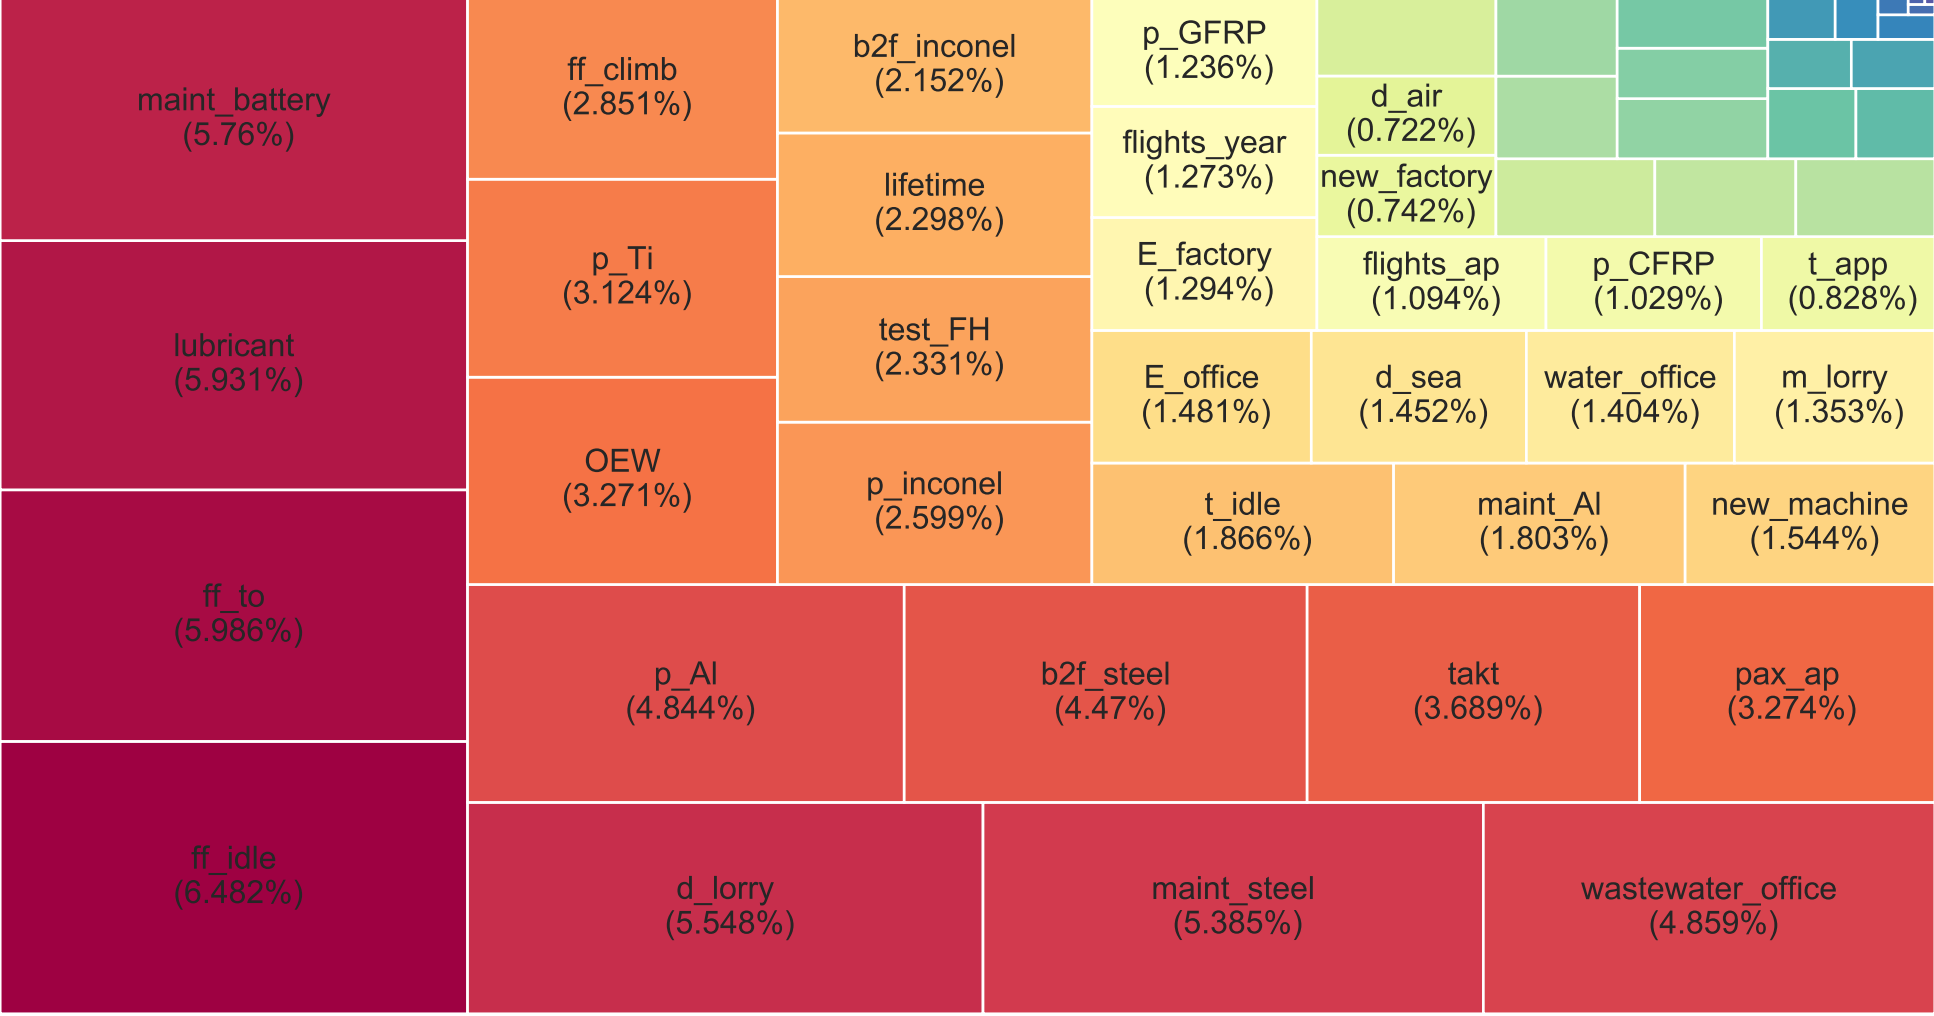 maint_battery
(5.76%)
lubricant
(5.931%)
ff_to
(5.986%)
ff_idle
(6.482%)
ff_climb
(2.851%)
p_Ti
(3.124%)
OEW
(3.271%)
b2f_inconel
(2.152%)
lifetime
(2.298%)
test_FH
(2.331%)
p_inconel
(2.599%)
p_GFRP
(1.236%)
flights_year
(1.273%)
E_factory
(1.294%)
d_air
(0.722%)
new_factory
(0.742%)
flights_ap
(1.094%)
p_CFRP
(1.029%)
t_app
(0.828%)
E_office
(1.481%)
d_sea
(1.452%)
water_office
(1.404%)
m_lorry
(1.353%)
t_idle
(1.866%)
maint_Al
(1.803%)
new_machine
(1.544%)
p_Al
(4.844%)
b2f_steel
(4.47%)
takt
(3.689%)
pax_ap
(3.274%)
d_lorry
(5.548%)
maint_steel
(5.385%)
wastewater_office
(4.859%)